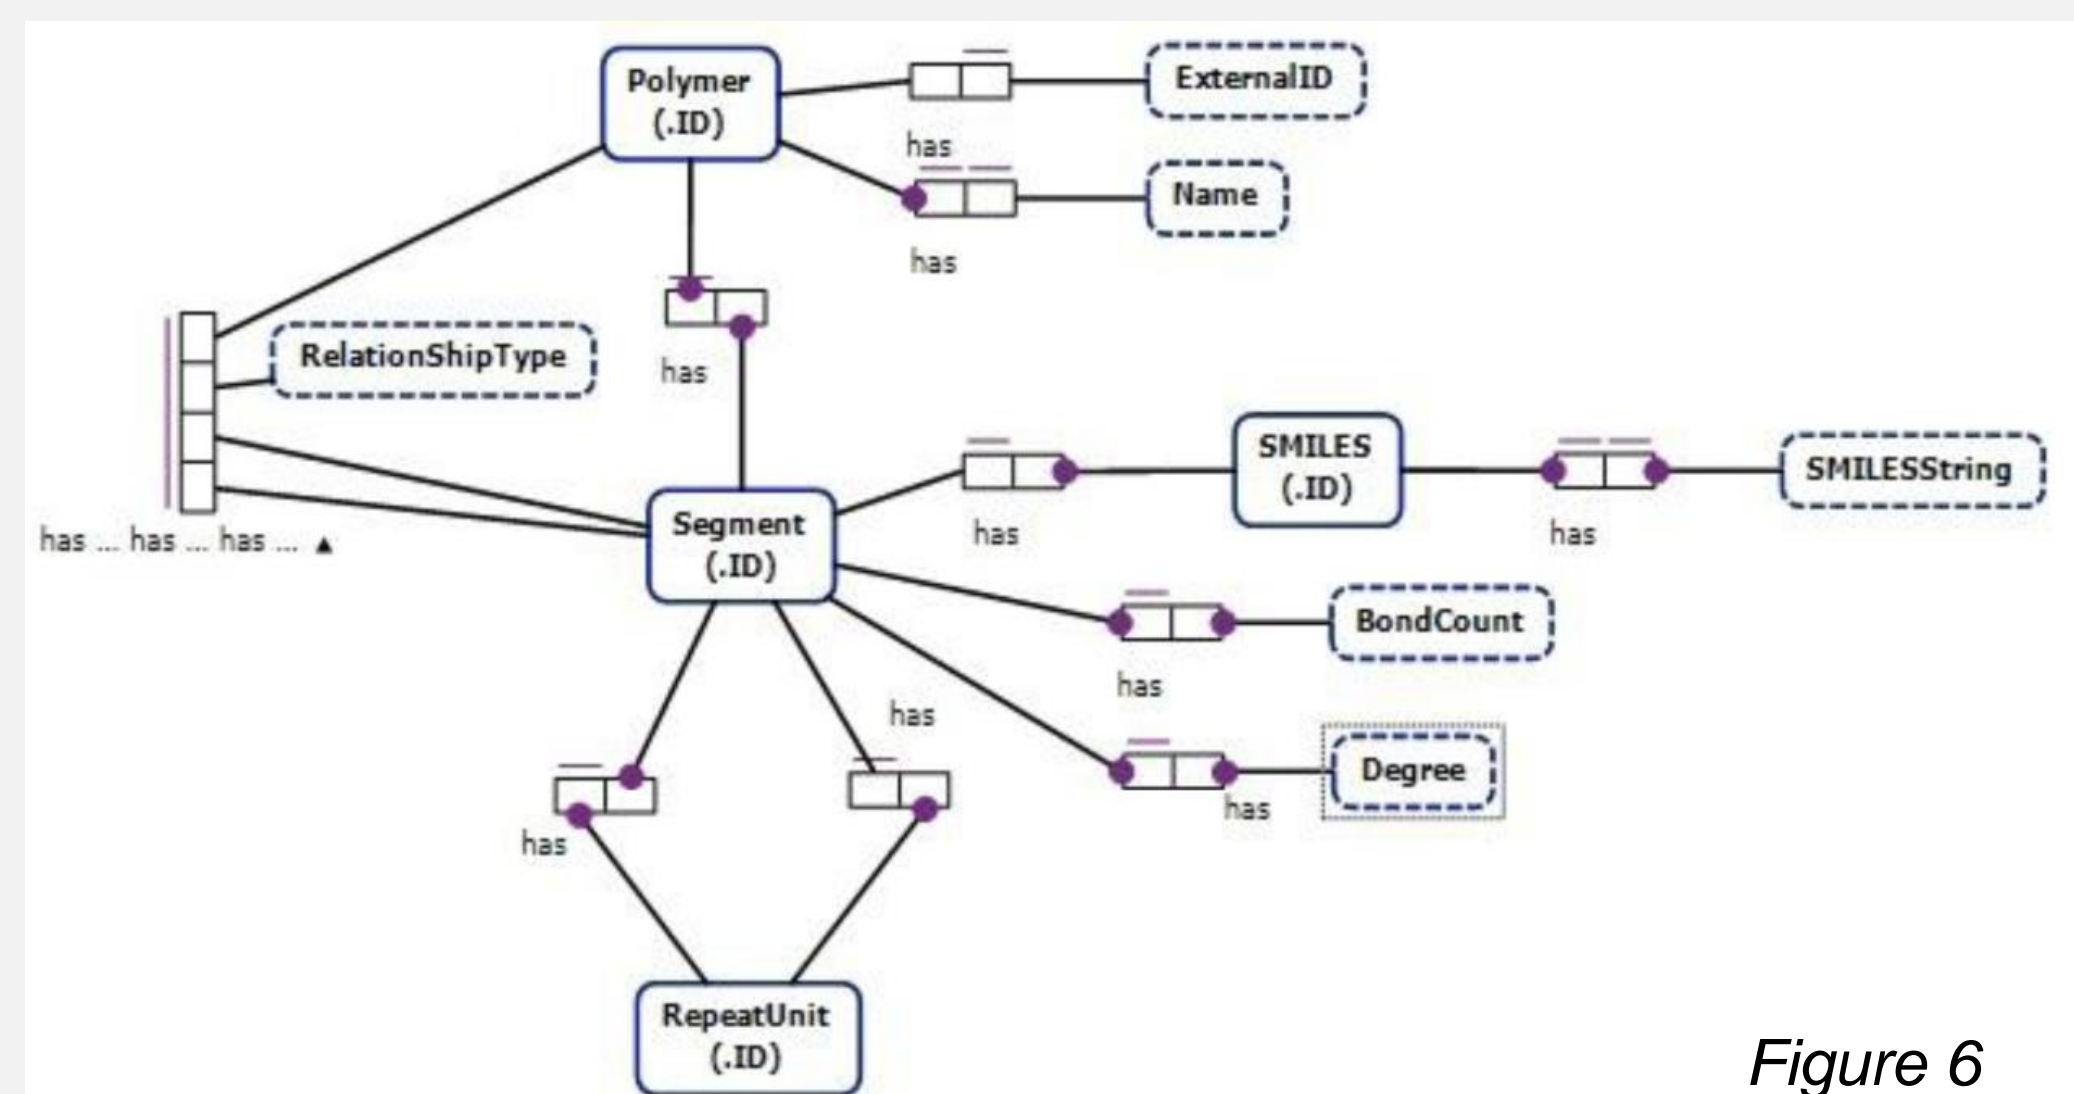 Polymer
(.ID)
ExternalID
has
Name
has
RelationShipType
has
has ... has ... has ... ▲
Segment
(.ID)
has
SMILES
(.ID)
has
SMILESString
BondCount
has
has
Degree
has
has
RepeatUnit
(.ID)
Figure 6